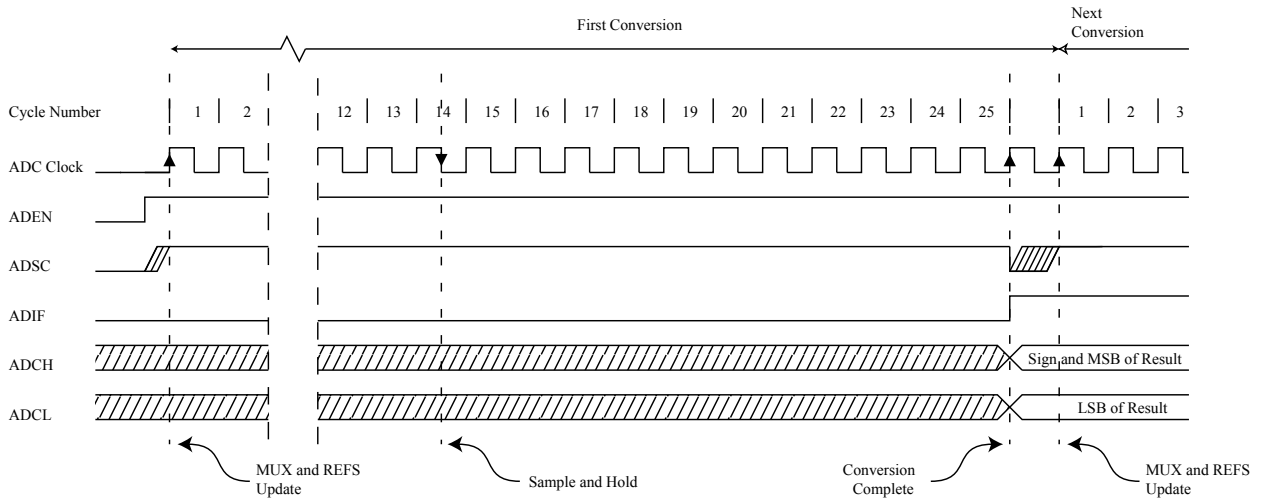 First Conversion
Next
Conversion
Cycle Number 1 2 12 13 14 15 16 17 18 19 20 21 22 23 24 25 1 2 3
ADC Clock
ADEN
ADSC
ADIF
ADCH Sign and MSB of Result
ADCL LSB of Result
MUX and REFS
Update
Sample and Hold
Conversion
Complete
MUX and REFS
Update